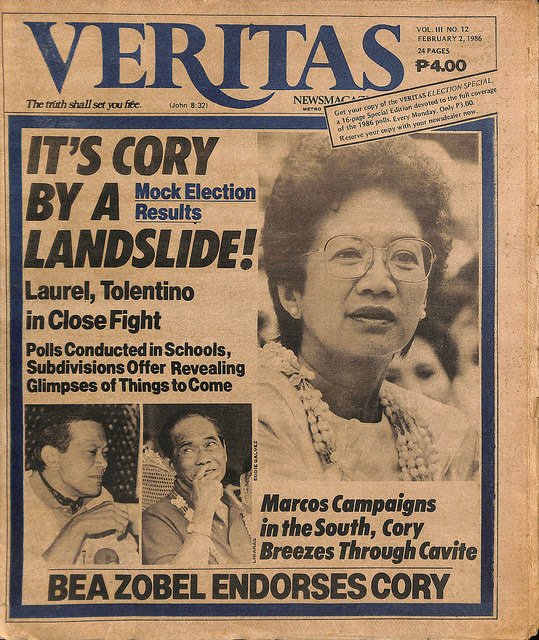 VERITAS
VOL. III NO. 12
FEBRUARY 2, 1986
24 PAGES
₱4.00
The truth shall set you free.
(John 8:32)
NEWSMAGAZ
METRO
Get your copy of the VERITAS ELECTION SPECIAL,
a 16-page Special Edition devoted to the full coverage
of the 1986 polls. Every Monday. Only P3.00.
Reserve your copy with your newsdealer now.
IT'S CORY
BY A
LANDSLIDE!
Mock Election
Results
Laurel, Tolentino
in Close Fight
Polls Conducted in Schools,
Subdivisions Offer Revealing
Glimpses of Things to Come
EDDIE GALVEZ
Marcos Campaigns
in the South, Cory
Breezes Through Cavite
BEA ZOBEL ENDORSES CORY